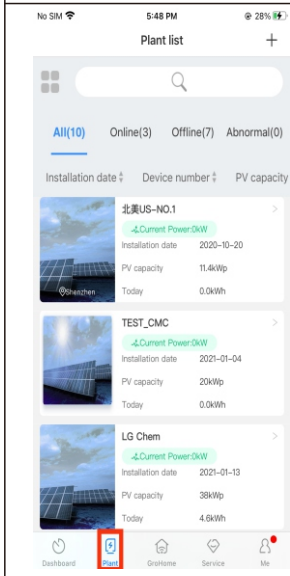 No SIM 5:48 PM 28%
Plant list +
All(10) Online(3) Offline(7) Abnormal(0)
Installation date Device number PV capacity
北美US-NO.1
Current Power:0kW
Installation date 2020-10-20
PV capacity 11.4kWp
Shenzhen
Today 0.0kWh
TEST_CMC
Current Power:0kW
Installation date 2021-01-04
PV capacity 20kWp
Today 0.0kWh
LG Chem
Current Power:0kW
Installation date 2021-01-13
PV capacity 38kWp
Today 4.6kWh
Dashboard Plant GroHome Service Me